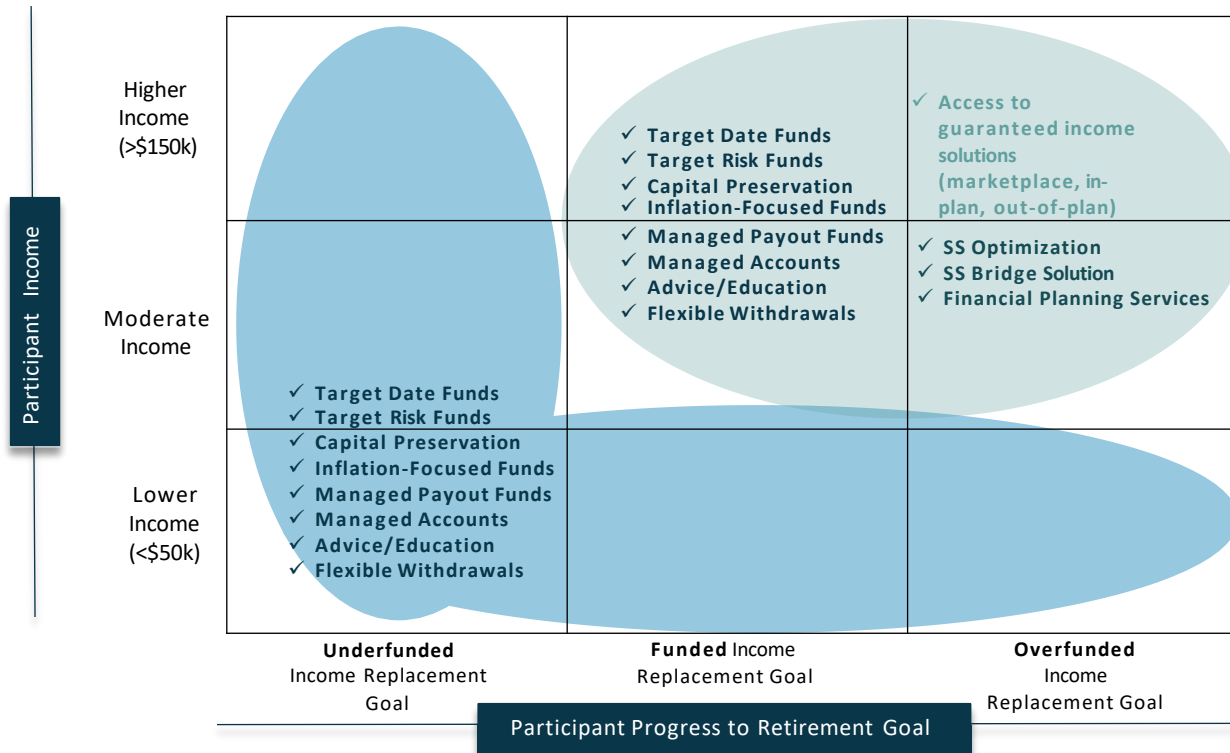 Participant Income
Higher
Income
(>$150k)
Moderate
Income
Lower
Income
(<$50k)
✓ Target Date Funds
✓ Target Risk Funds
✓ Capital Preservation
✓ Inflation-Focused Funds
✓ Managed Payout Funds
✓ Managed Accounts
✓ Advice/Education
✓ Flexible Withdrawals
✓ Access to
guaranteed income
solutions
(marketplace, in-
plan, out-of-plan)
✓ SS Optimization
✓ SS Bridge Solution
✓ Financial Planning Services
✓ Target Date Funds
✓ Target Risk Funds
✓ Capital Preservation
✓ Inflation-Focused Funds
✓ Managed Payout Funds
✓ Managed Accounts
✓ Advice/Education
✓ Flexible Withdrawals
Underfunded
Income Replacement
Goal
Funded Income
Replacement Goal
Overfunded
Income
Replacement Goal
Participant Progress to Retirement Goal